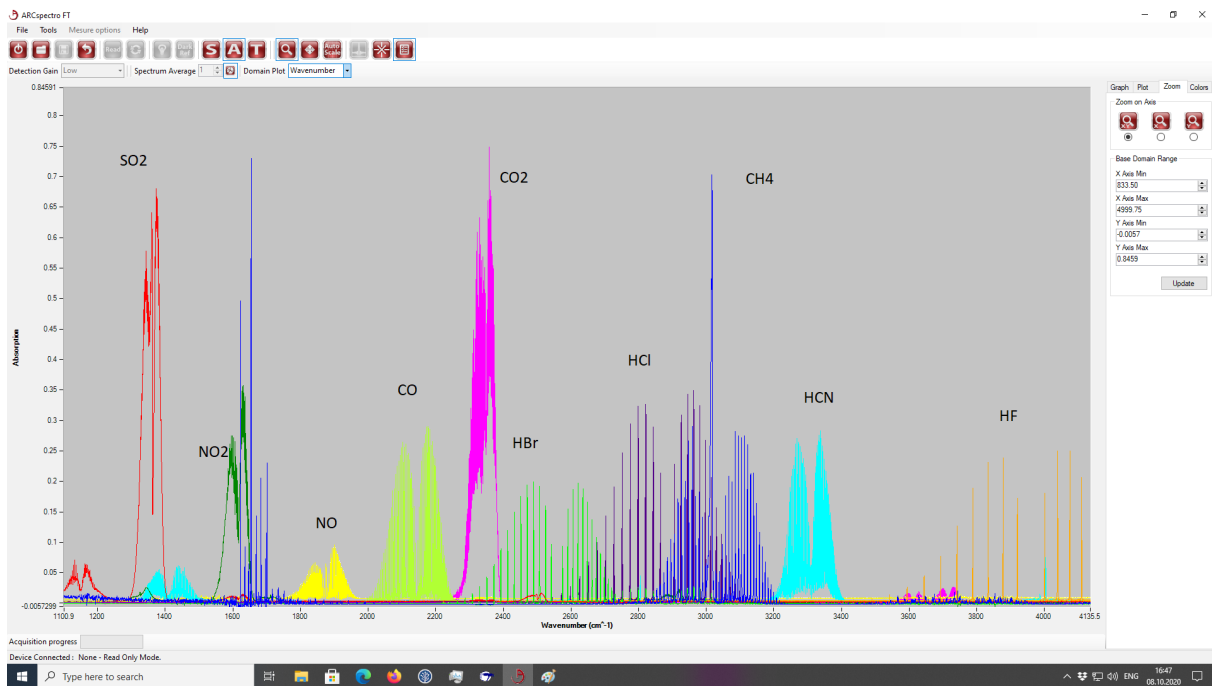 ARCspectro FT
File Tools Mesure options Help
Read Dark Ref S A T Auto Scale
Detection Gain Low Spectrum Average 1 Domain Plot Wavenumber
Graph Plot Zoom Colors
Zoom on Axis
X,Y X Y
Base Domain Range
X Axis Min
833.50
X Axis Max
4999.75
Y Axis Min
-0.0057
Y Axis Max
0.8459
Update
0.84591
0.8
0.75
0.7
0.65
0.6
0.55
0.5
0.45
0.4
0.35
0.3
0.25
0.2
0.15
0.1
0.05
-0.0057299
Absorption
SO2
CO2
CH4
HCl
CO
HCN
HF
HBr
NO2
NO
1100.9 1200 1400 1600 1800 2000 2200 2400 2600 2800 3000 3200 3400 3600 3800 4000 4135.5
Wavenumber (cm^-1)
Acquisition progress
Device Connected : None - Read Only Mode.
Type here to search
ENG
16:47
08.10.2020